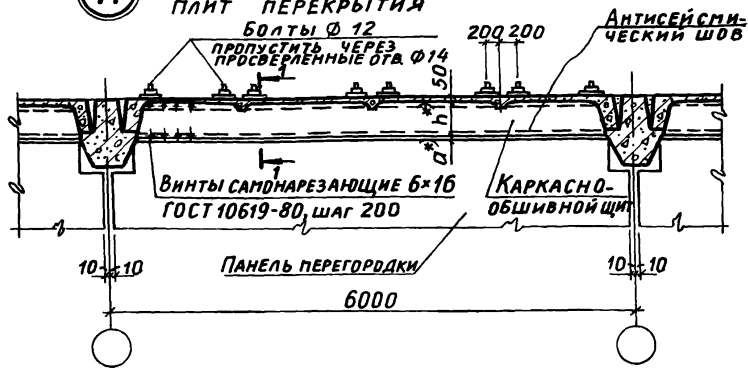 ПЛИТ ПЕРЕКРЫТИЯ
БОЛТЫ Φ 12
ПРОПУСТИТЬ ЧЕРЕЗ
ПРОСВЕРЛЕННЫЕ ОТВ. Φ14
200 200
АНТИСЕЙСМИ-
ЧЕСКИЙ ШОВ
1
50
h*
a*
1
ВИНТЫ САМОНАРЕЗАЮЩИЕ 6×16
ГОСТ 10619-80, ШАГ 200
КАРКАСНО-
ОБШИВНОЙ ЩИТ
10 10
ПАНЕЛЬ ПЕРЕГОРОДКИ
10 10
6000